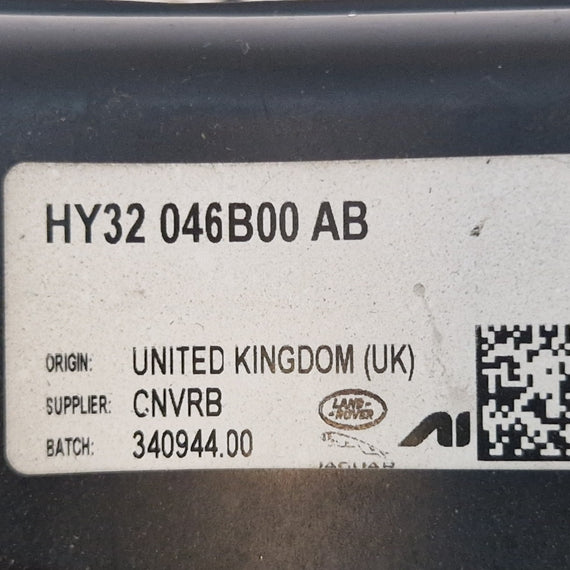 HY32 046B00 AB
ORIGIN: UNITED KINGDOM (UK)
SUPPLIER: CNVRB
BATCH: 340944.00
LAND-
-ROVER
JAGUAR